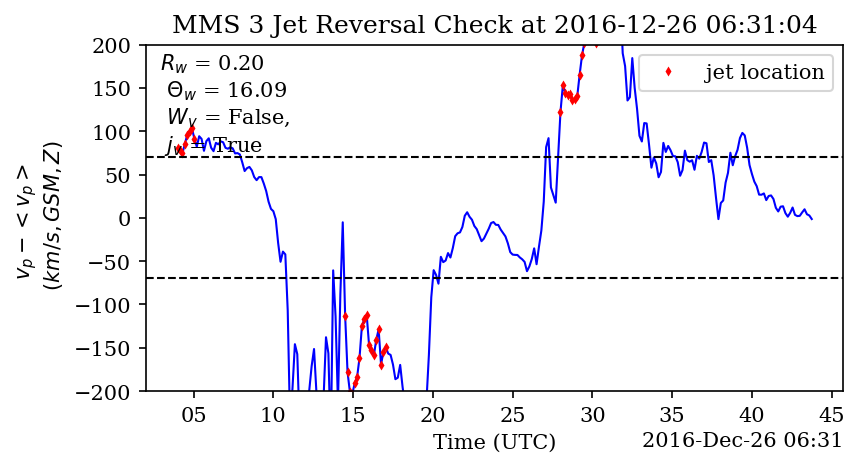 MMS 3 Jet Reversal Check at 2016-12-26 06:31:04
R_w = 0.20
Θ_w = 16.09
W_v = False,
j_v = True
jet location
v_p − < v_p >
(km/s, GSM, Z)
200
150
100
50
0
−50
−100
−150
−200
05 10 15 20 25 30 35 40 45
Time (UTC)
2016-Dec-26 06:31